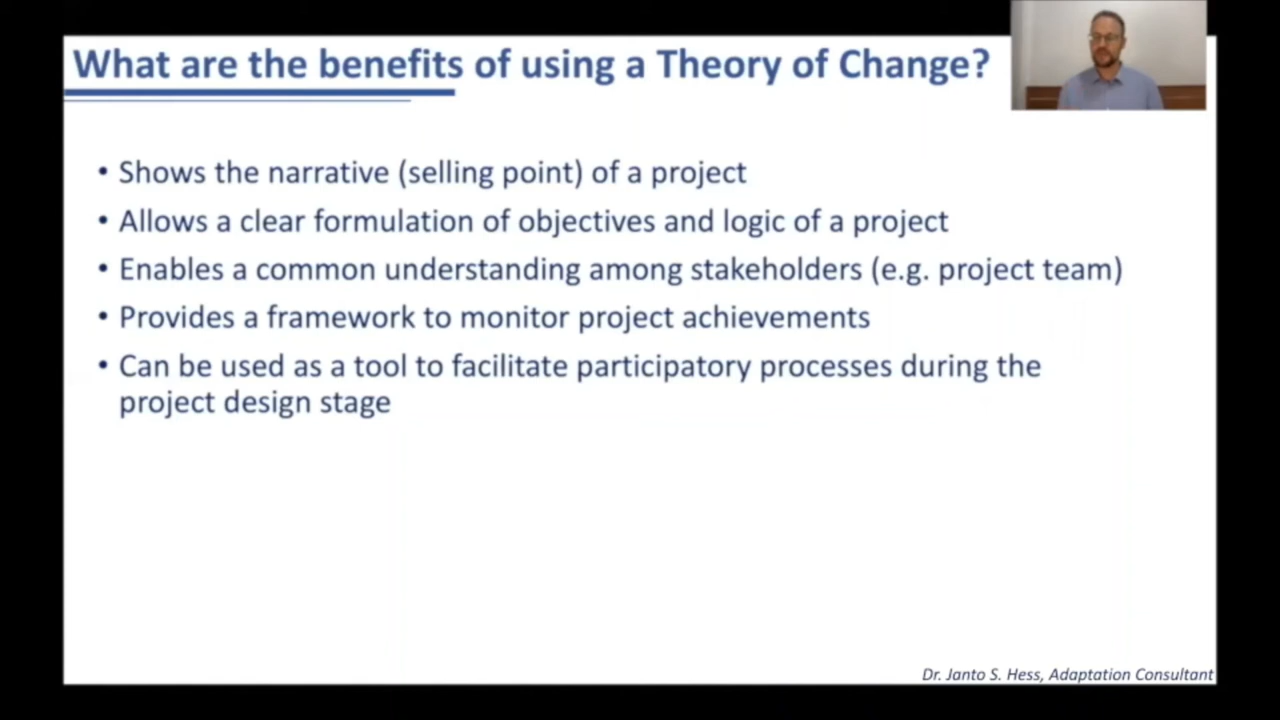 What are the benefits of using a Theory of Change?
• Shows the narrative (selling point) of a project
• Allows a clear formulation of objectives and logic of a project
• Enables a common understanding among stakeholders (e.g. project team)
• Provides a framework to monitor project achievements
• Can be used as a tool to facilitate participatory processes during the
project design stage
Dr. Janto S. Hess, Adaptation Consultant